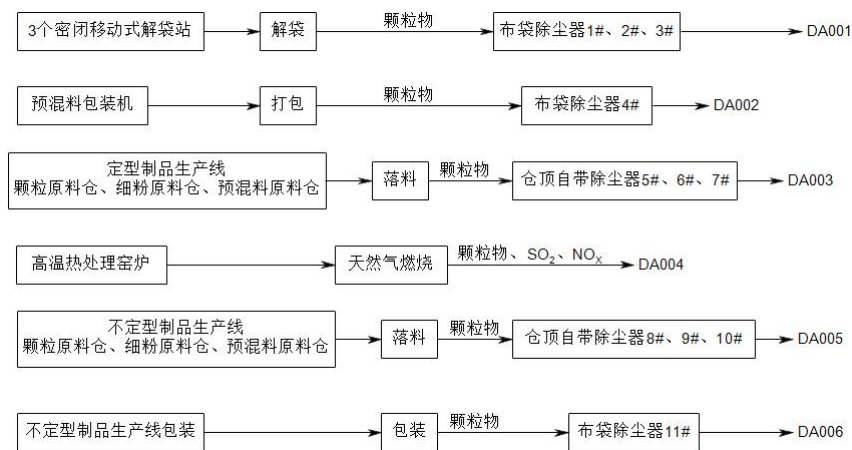 3个密闭移动式解袋站 解袋 颗粒物 布袋除尘器1#、2#、3# DA001
预混料包装机 打包 颗粒物 布袋除尘器4# DA002
定型制品生产线
颗粒原料仓、细粉原料仓、预混料原料仓 落料 颗粒物 仓顶自带除尘器5#、6#、7# DA003
高温热处理窑炉 天然气燃烧 颗粒物、SO₂、NOₓ DA004
不定型制品生产线
颗粒原料仓、细粉原料仓、预混料原料仓 落料 颗粒物 仓顶自带除尘器8#、9#、10# DA005
不定型制品生产线包装 包装 颗粒物 布袋除尘器11# DA006